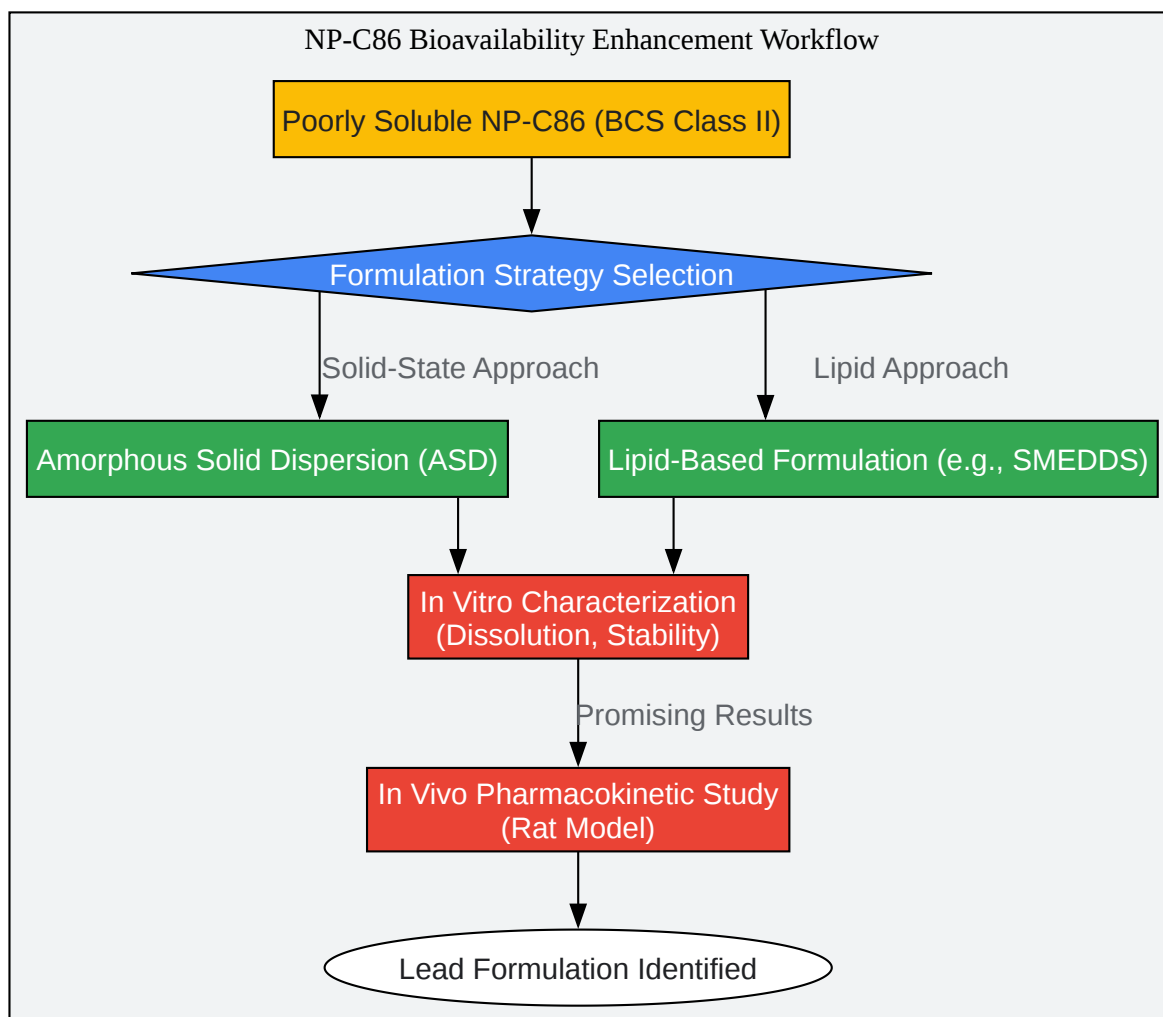 NP-C86 Bioavailability Enhancement Workflow
Poorly Soluble NP-C86 (BCS Class II)
Formulation Strategy Selection
Solid-State Approach
Lipid Approach
Amorphous Solid Dispersion (ASD)
Lipid-Based Formulation (e.g., SMEDDS)
In Vitro Characterization
(Dissolution, Stability)
Promising Results
In Vivo Pharmacokinetic Study
(Rat Model)
Lead Formulation Identified